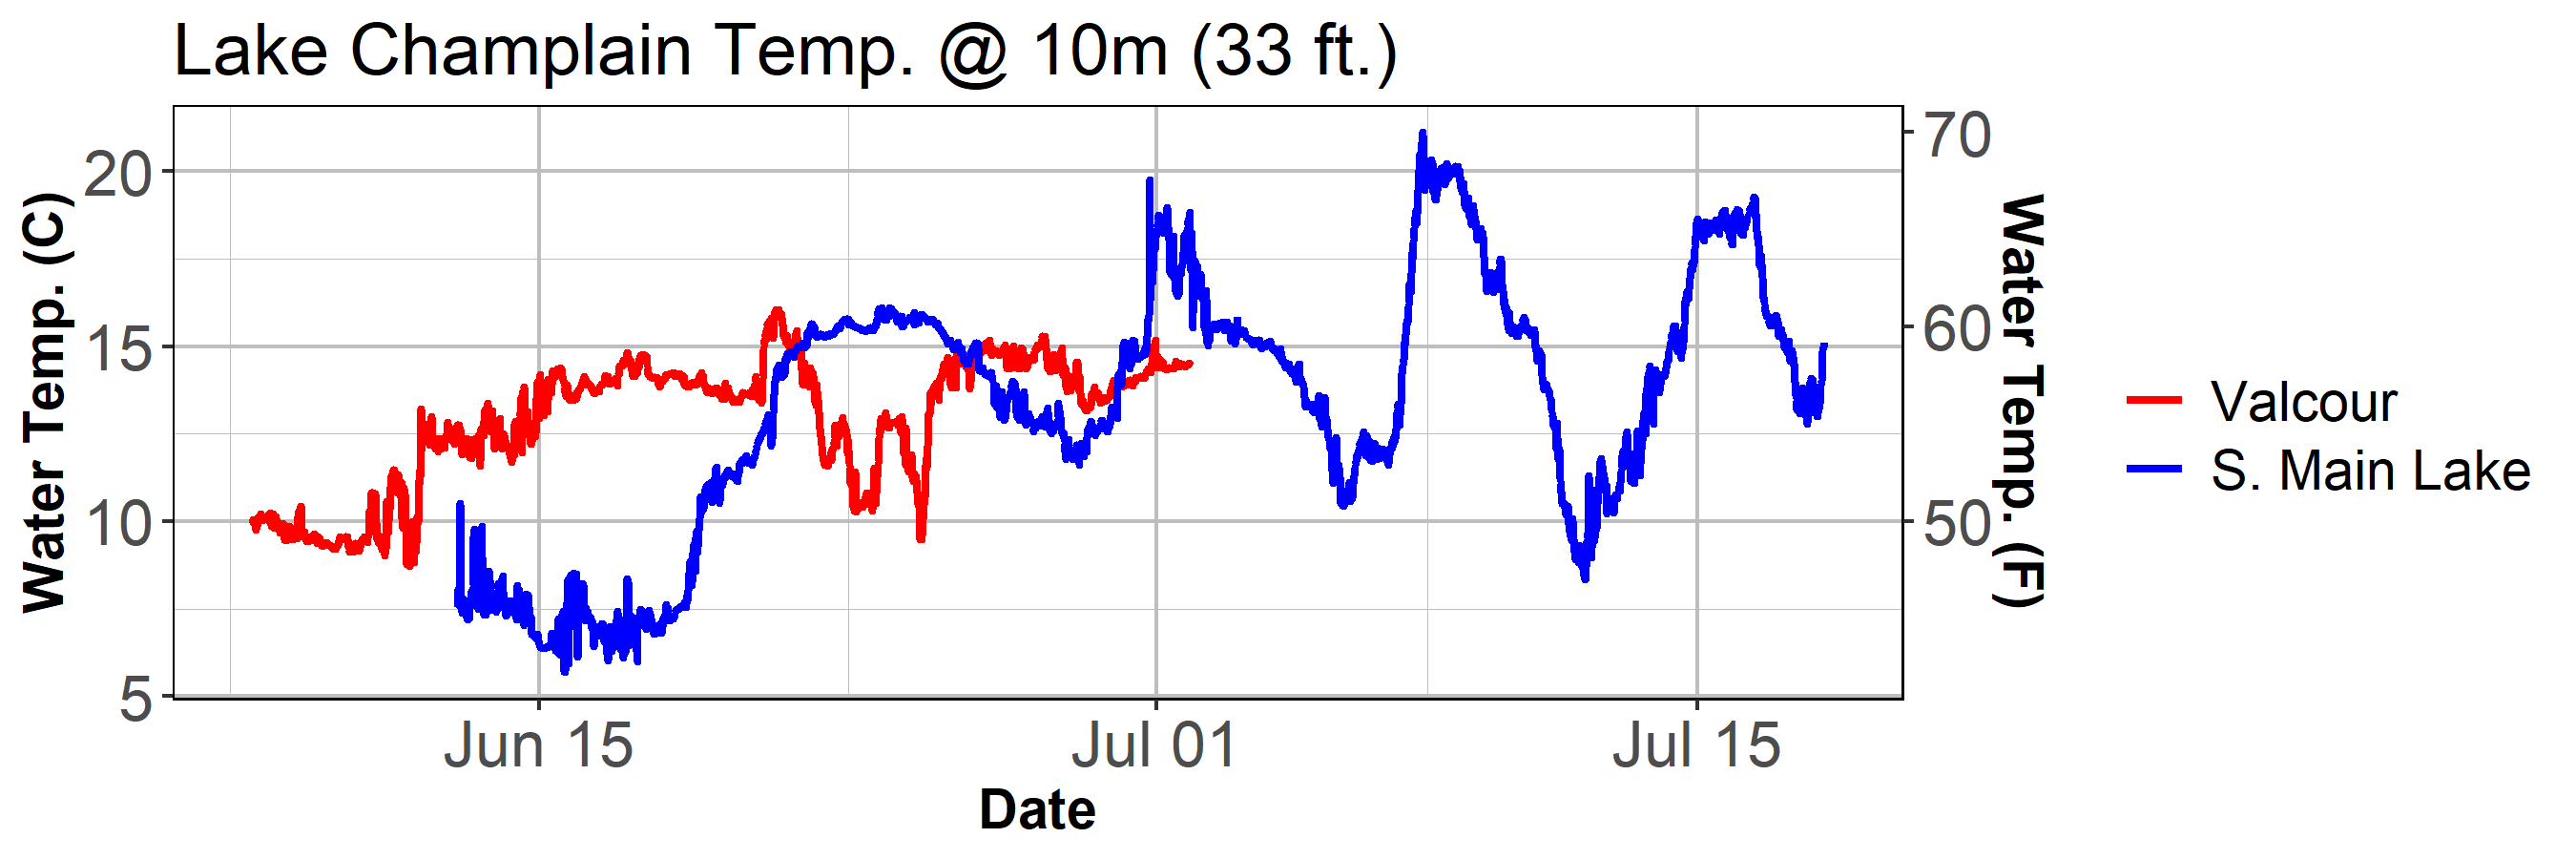 Lake Champlain Temp. @ 10m (33 ft.)
Water Temp. (C)
20
15
10
5
70
60
50
Water Temp. (F)
Jun 15
Jul 01
Jul 15
Date
Valcour
S. Main Lake